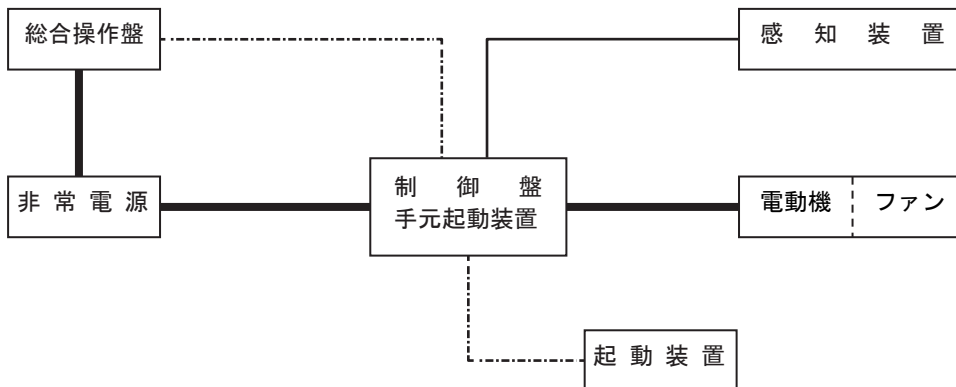 総合操作盤
感知装置
非常電源
制御盤
手元起動装置
電動機
ファン
起動装置